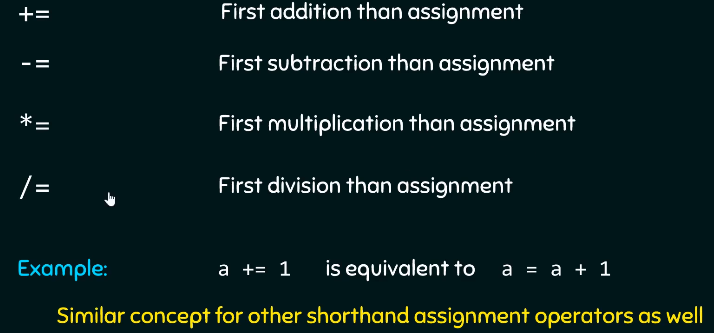 += First addition than assignment
-= First subtraction than assignment
*= First multiplication than assignment
/= First division than assignment
Example: a += 1 is equivalent to a = a + 1
Similar concept for other shorthand assignment operators as well